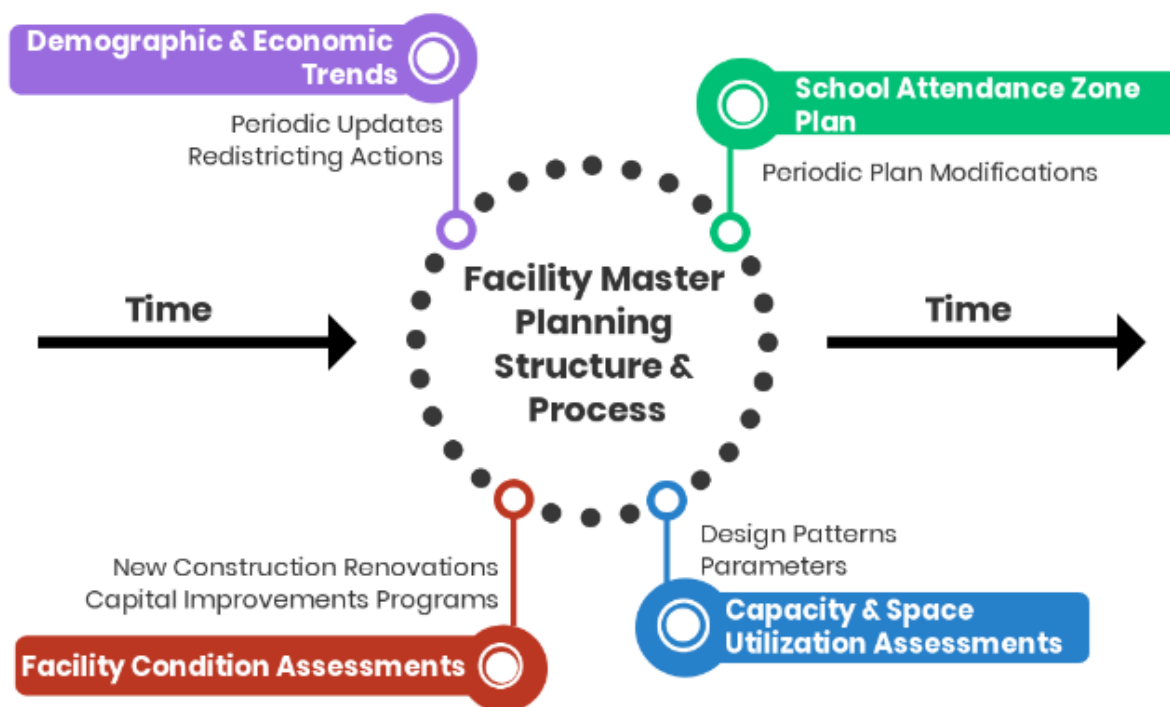 Demographic & Economic
Trends
Periodic Updates
Redistricting Actions
School Attendance Zone
Plan
Periodic Plan Modifications
Time
Facility Master
Planning
Structure &
Process
Time
New Construction Renovations
Capital Improvements Programs
Facility Condition Assessments
Design Patterns
Parameters
Capacity & Space
Utilization Assessments